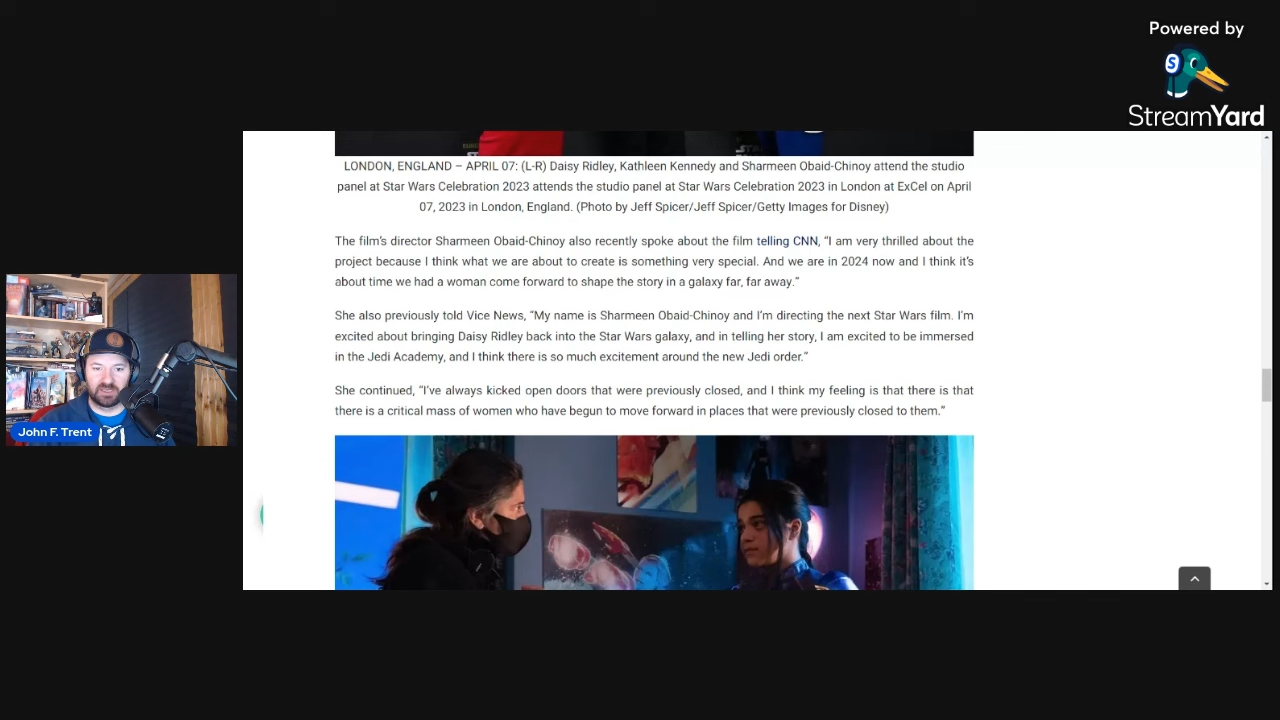 Powered by
S
StreamYard
LONDON, ENGLAND – APRIL 07: (L-R) Daisy Ridley, Kathleen Kennedy and Sharmeen Obaid-Chinoy attend the studio
panel at Star Wars Celebration 2023 attends the studio panel at Star Wars Celebration 2023 in London at ExCel on April
07, 2023 in London, England. (Photo by Jeff Spicer/Jeff Spicer/Getty Images for Disney)
The film’s director Sharmeen Obaid-Chinoy also recently spoke about the film telling CNN, “I am very thrilled about the
project because I think what we are about to create is something very special. And we are in 2024 now and I think it’s
about time we had a woman come forward to shape the story in a galaxy far, far away.”
She also previously told Vice News, “My name is Sharmeen Obaid-Chinoy and I’m directing the next Star Wars film. I’m
excited about bringing Daisy Ridley back into the Star Wars galaxy, and in telling her story, I am excited to be immersed
in the Jedi Academy, and I think there is so much excitement around the new Jedi order.”
She continued, “I’ve always kicked open doors that were previously closed, and I think my feeling is that there is that
there is a critical mass of women who have begun to move forward in places that were previously closed to them.”
John F. Trent